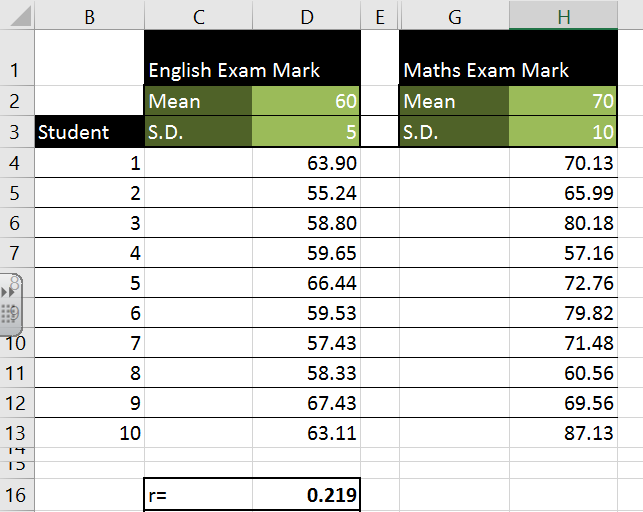 B C D E G H
1 English Exam Mark Maths Exam Mark
2 Mean 60 Mean 70
3 Student S.D. 5 S.D. 10
4 1 63.90 70.13
5 2 55.24 65.99
6 3 58.80 80.18
7 4 59.65 57.16
8 5 66.44 72.76
9 6 59.53 79.82
10 7 57.43 71.48
11 8 58.33 60.56
12 9 67.43 69.56
13 10 63.11 87.13
14
15
16 r= 0.219